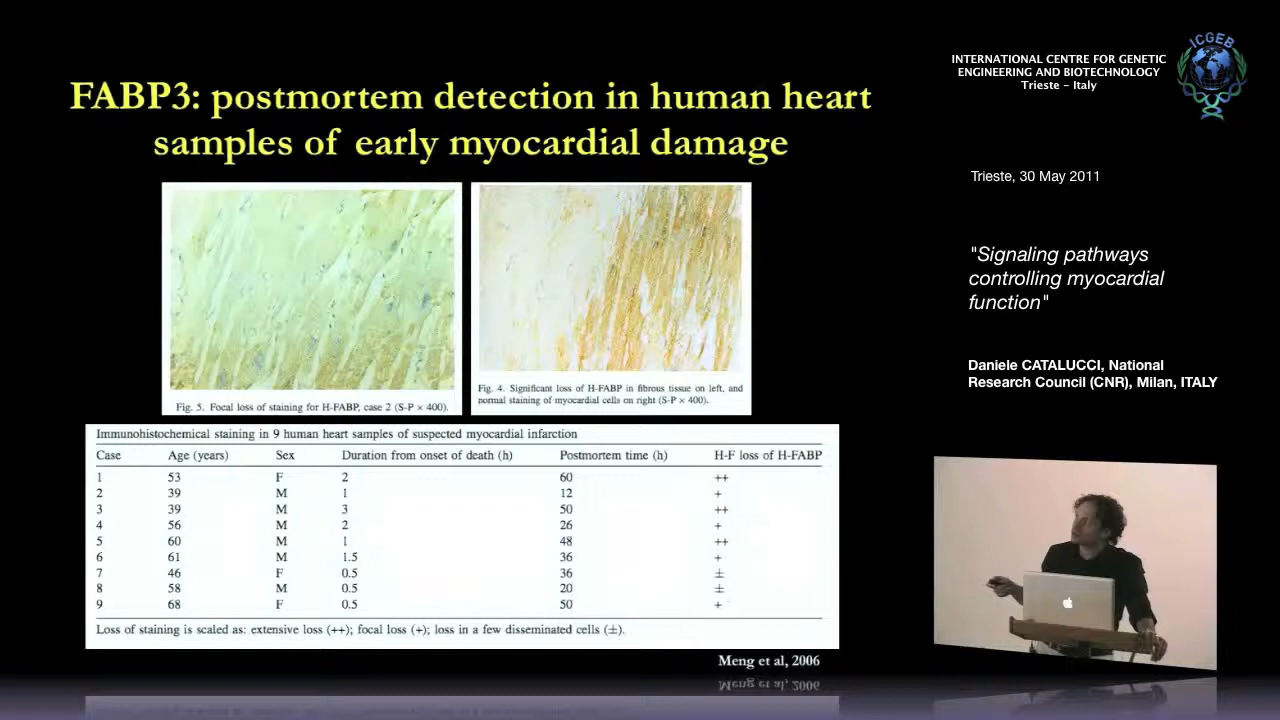 FABP3: postmortem detection in human heart
samples of early myocardial damage
Fig. 5. Focal loss of staining for H-FABP, case 2 (S-P × 400).
Fig. 4. Significant loss of H-FABP in fibrous tissue on left, and
normal staining of myocardial cells on right (S-P × 400).
Immunohistochemical staining in 9 human heart samples of suspected myocardial infarction
Case Age (years) Sex Duration from onset of death (h) Postmortem time (h) H-F loss of H-FABP
1 53 F 2 60 ++
2 39 M 1 12 +
3 39 M 3 50 ++
4 56 M 2 26 +
5 60 M 1 48 ++
6 61 M 1.5 36 +
7 46 F 0.5 36 ±
8 58 M 0.5 20 ±
9 68 F 0.5 50 +
Loss of staining is scaled as: extensive loss (++); focal loss (+); loss in a few disseminated cells (±).
Meng et al, 2006
INTERNATIONAL CENTRE FOR GENETIC
ENGINEERING AND BIOTECHNOLOGY
Trieste - Italy
ICGEB
Trieste, 30 May 2011
"Signaling pathways
controlling myocardial
function"
Daniele CATALUCCI, National
Research Council (CNR), Milan, ITALY